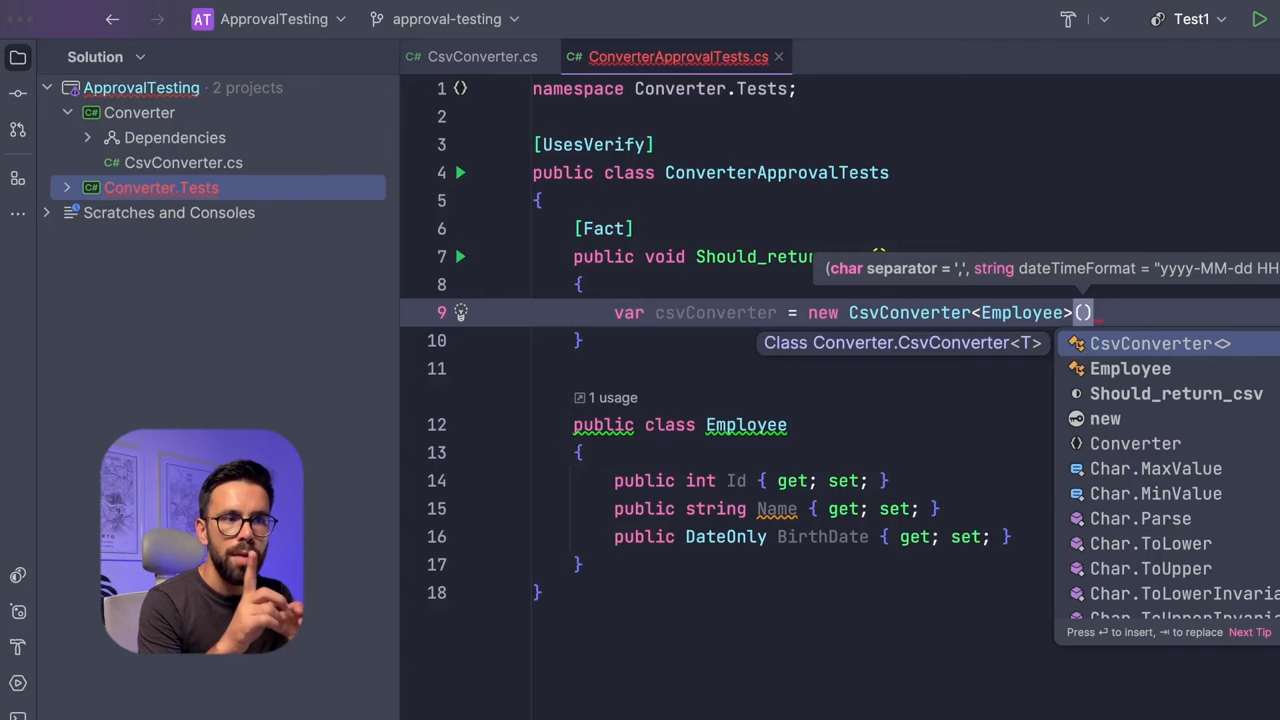 AT ApprovalTesting approval-testing Test1
Solution
C# CsvConverter.cs
C# ConverterApprovalTests.cs
ApprovalTesting · 2 projects
C# Converter
Dependencies
C# CsvConverter.cs
C# Converter.Tests
Scratches and Consoles
1 namespace Converter.Tests;
2
3 [UsesVerify]
4 public class ConverterApprovalTests
5 {
6 [Fact]
7 public void Should_retur
(char separator = ',', string dateTimeFormat = "yyyy-MM-dd HH
8 {
9 var csvConverter = new CsvConverter<Employee>()
10 }
Class Converter.CsvConverter<T>
11
1 usage
12 public class Employee
13 {
14 public int Id { get; set; }
15 public string Name { get; set; }
16 public DateOnly BirthDate { get; set; }
17 }
18 }
CsvConverter<>
Employee
Should_return_csv
new
Converter
Char.MaxValue
Char.MinValue
Char.Parse
Char.ToLower
Char.ToUpper
Char.ToLowerInvaria
Press ⏎ to insert, ⇥ to replace Next Tip